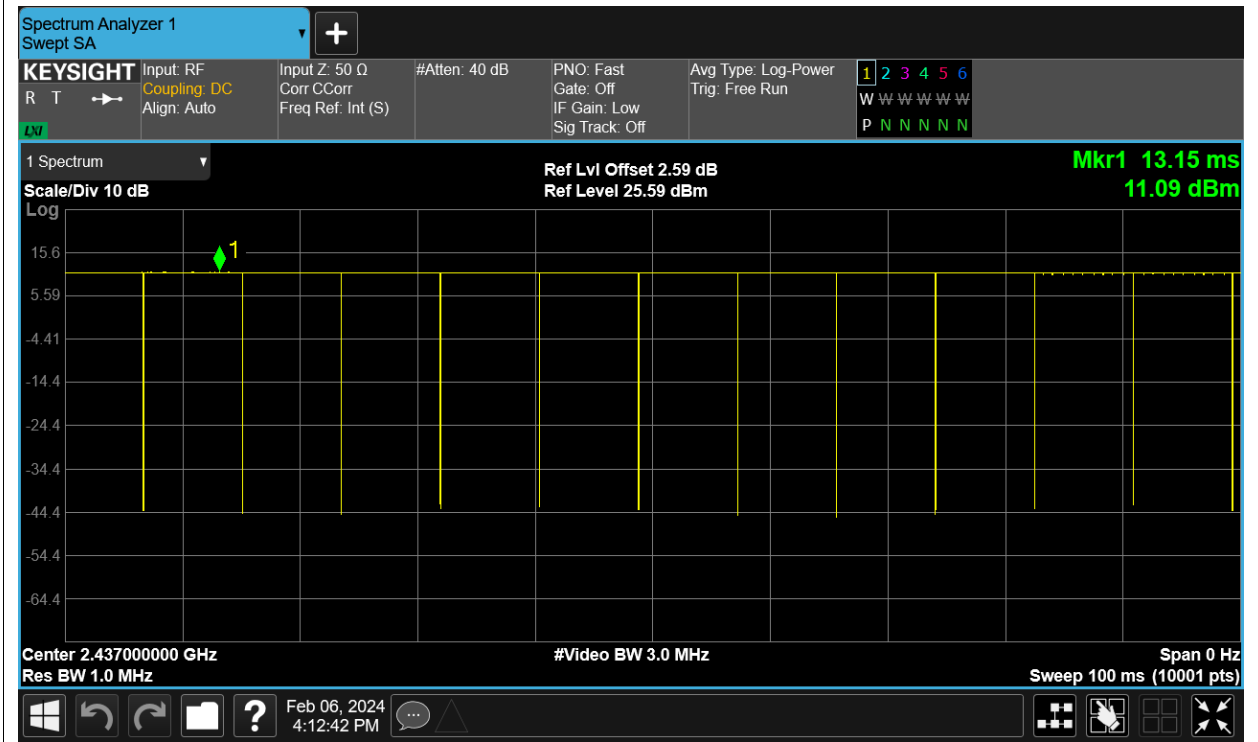 Spectrum Analyzer 1
Swept SA
KEYSIGHT
R T
LXI
Input: RF
Coupling: DC
Align: Auto
Input Z: 50 Ω
Corr CCorr
Freq Ref: Int (S)
#Atten: 40 dB
PNO: Fast
Gate: Off
IF Gain: Low
Sig Track: Off
Avg Type: Log-Power
Trig: Free Run
1 2 3 4 5 6
W W W W W W
P N N N N N
1 Spectrum
Scale/Div 10 dB
Log
Ref Lvl Offset 2.59 dB
Ref Level 25.59 dBm
Mkr1 13.15 ms
11.09 dBm
1
15.6
5.59
-4.41
-14.4
-24.4
-34.4
-44.4
-54.4
-64.4
Center 2.437000000 GHz
#Video BW 3.0 MHz
Span 0 Hz
Res BW 1.0 MHz
Sweep 100 ms (10001 pts)
?
Feb 06, 2024
4:12:42 PM